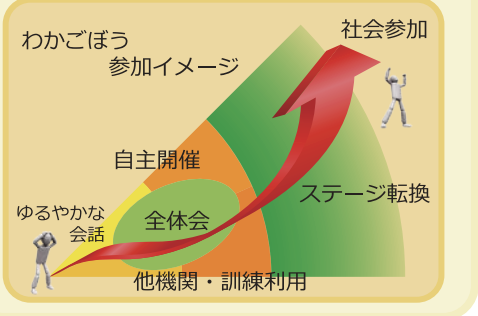 わかごぼう
参加イメージ
社会参加
自主開催
ステージ転換
ゆるやかな
会話
全体会
他機関・訓練利用